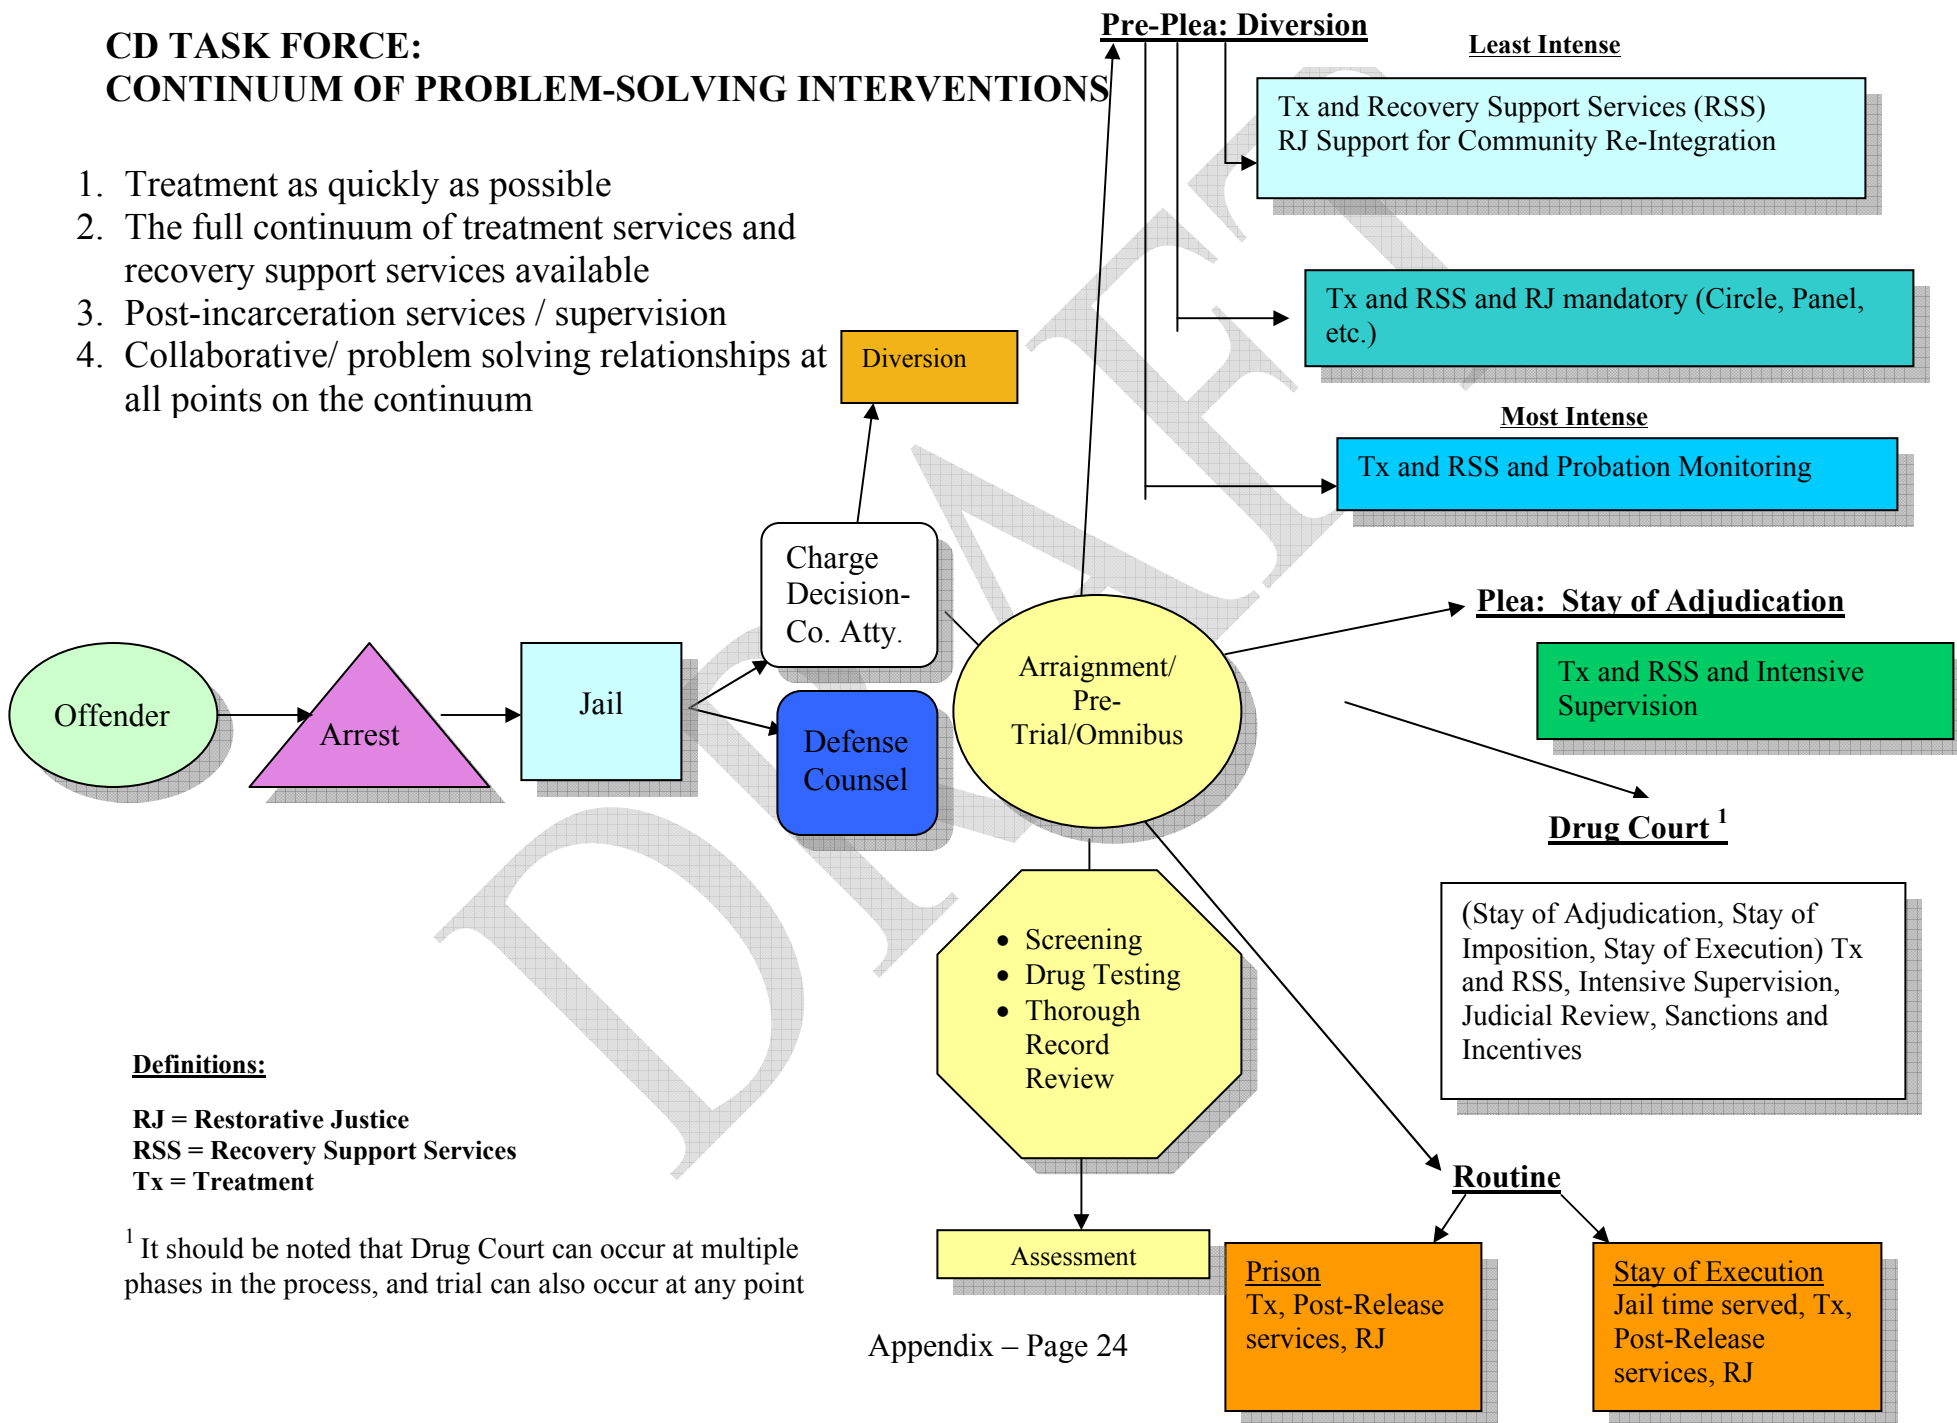 CD TASK FORCE:
CONTINUUM OF PROBLEM-SOLVING INTERVENTIONS
1. Treatment as quickly as possible
2. The full continuum of treatment services and
recovery support services available
3. Post-incarceration services / supervision
4. Collaborative/ problem solving relationships at
all points on the continuum
Pre-Plea: Diversion
Least Intense
Tx and Recovery Support Services (RSS)
RJ Support for Community Re-Integration
Tx and RSS and RJ mandatory (Circle, Panel,
etc.)
Most Intense
Tx and RSS and Probation Monitoring
Diversion
Charge
Decision-
Co. Atty.
Offender
Arrest
Jail
Defense
Counsel
Arraignment/
Pre-
Trial/Omnibus
Plea: Stay of Adjudication
Tx and RSS and Intensive
Supervision
Drug Court 1
(Stay of Adjudication, Stay of
Imposition, Stay of Execution) Tx
and RSS, Intensive Supervision,
Judicial Review, Sanctions and
Incentives
• Screening
• Drug Testing
• Thorough
Record
Review
Assessment
Routine
Prison
Tx, Post-Release
services, RJ
Stay of Execution
Jail time served, Tx,
Post-Release
services, RJ
Definitions:
RJ = Restorative Justice
RSS = Recovery Support Services
Tx = Treatment
1 It should be noted that Drug Court can occur at multiple
phases in the process, and trial can also occur at any point
Appendix – Page 24
DRAFT